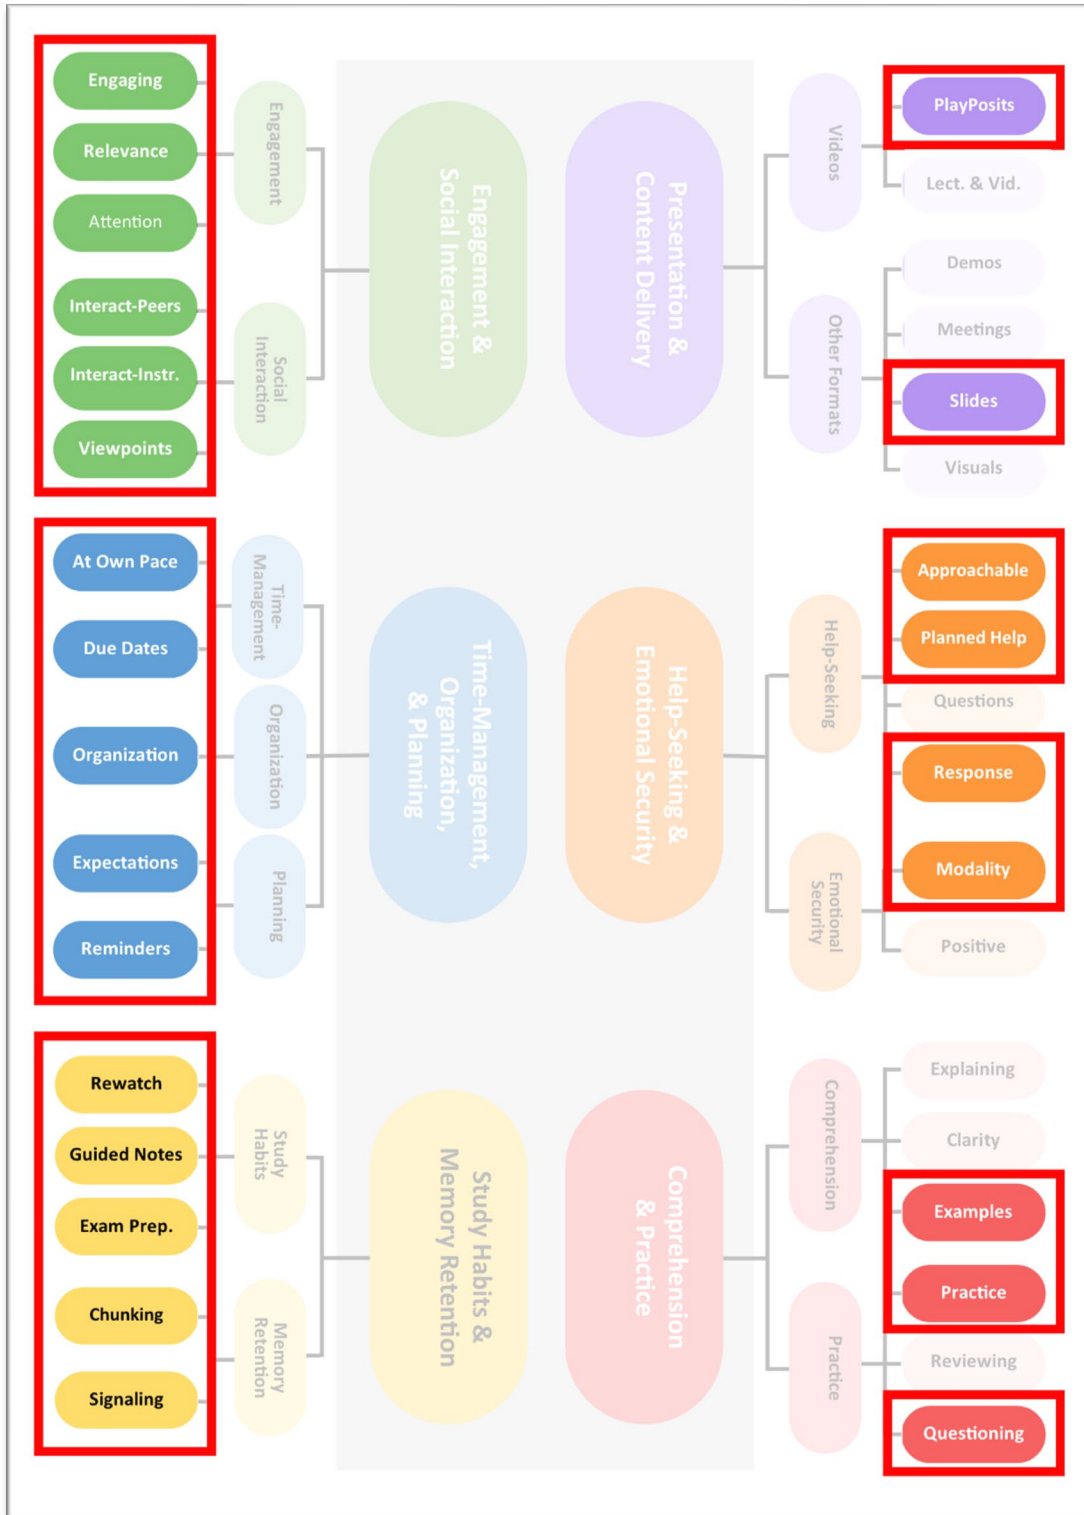 Engaging
Relevance
Attention
Interact-Peers
Interact-Instr.
Viewpoints
Engagement
Social
Interaction
Engagement &
Social Interaction
Presentation &
Content Delivery
Videos
Other Formats
PlayPosits
Lect. & Vid.
Demos
Meetings
Slides
Visuals
At Own Pace
Due Dates
Organization
Expectations
Reminders
Time-
Management
Organization
Planning
Time-Management,
Organization,
& Planning
Help-Seeking &
Emotional Security
Help-Seeking
Emotional
Security
Approachable
Planned Help
Questions
Response
Modality
Positive
Rewatch
Guided Notes
Exam Prep.
Chunking
Signaling
Study
Habits
Memory
Retention
Study Habits &
Memory Retention
Comprehension
& Practice
Comprehension
Practice
Explaining
Clarity
Examples
Practice
Reviewing
Questioning